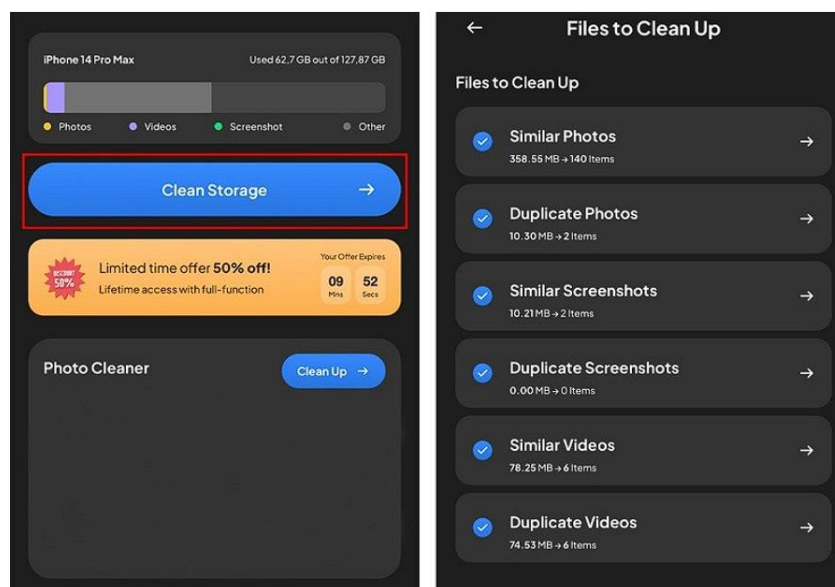 iPhone 14 Pro Max
Used 62,7 GB out of 127,87 GB
Photos
Videos
Screenshot
Other
Clean Storage
DISCOUNT
50%
Limited time offer 50% off!
Lifetime access with full-function
Your Offer Expires
09
52
Mins
Secs
Photo Cleaner
Clean Up
Files to Clean Up
Files to Clean Up
Similar Photos
358.55 MB → 140 Items
Duplicate Photos
10.30 MB → 2 Items
Similar Screenshots
10.21 MB → 2 Items
Duplicate Screenshots
0.00 MB → 0 Items
Similar Videos
78.25 MB → 6 Items
Duplicate Videos
74.53 MB → 6 Items